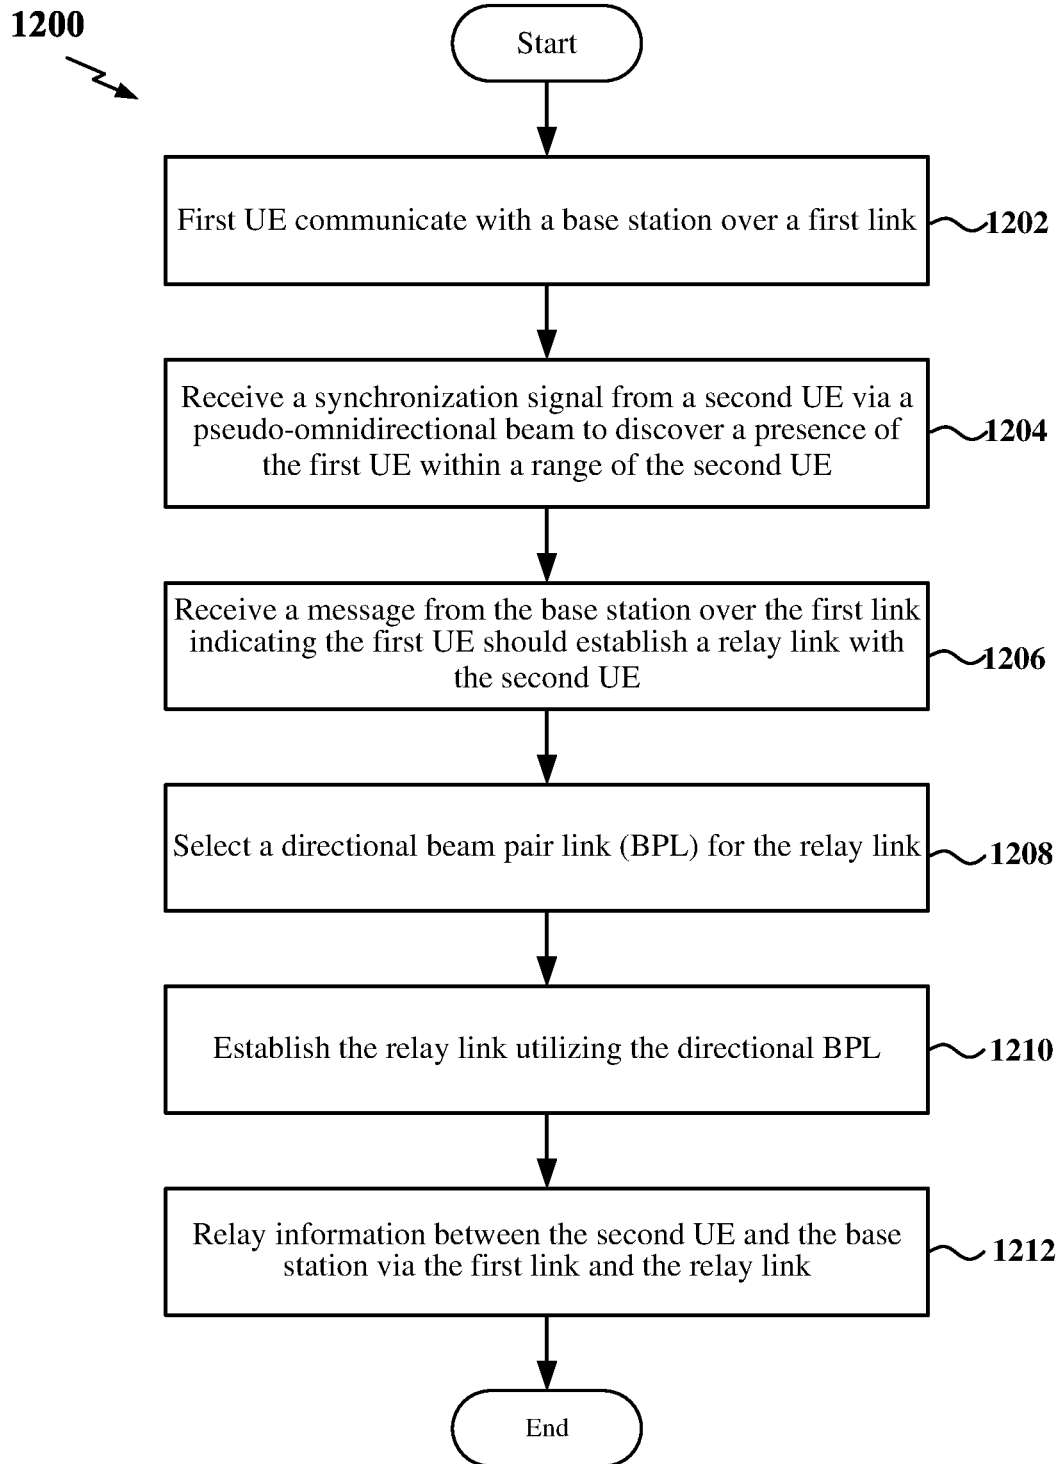 1200
Start
First UE communicate with a base station over a first link
1202
Receive a synchronization signal from a second UE via a
pseudo-omnidirectional beam to discover a presence of
the first UE within a range of the second UE
1204
Receive a message from the base station over the first link
indicating the first UE should establish a relay link with
the second UE
1206
Select a directional beam pair link (BPL) for the relay link
1208
Establish the relay link utilizing the directional BPL
1210
Relay information between the second UE and the base
station via the first link and the relay link
1212
End